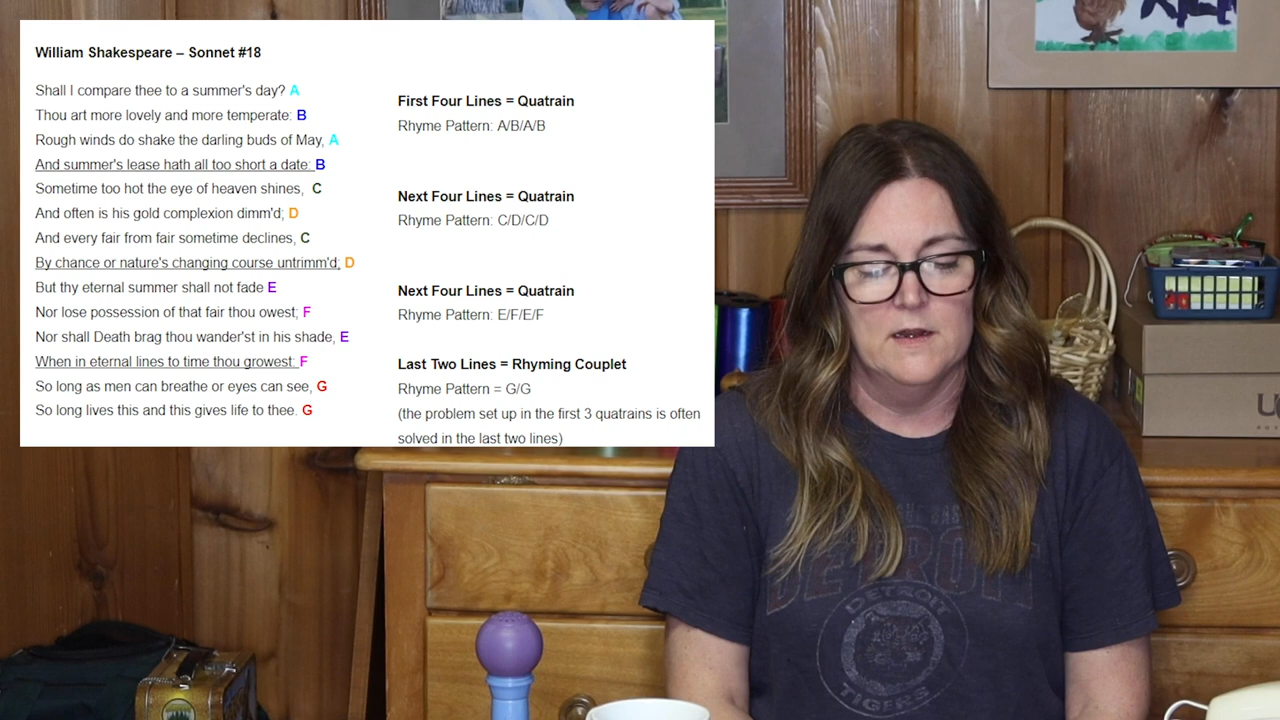 William Shakespeare – Sonnet #18
Shall I compare thee to a summer's day? A
Thou art more lovely and more temperate: B
Rough winds do shake the darling buds of May, A
And summer's lease hath all too short a date: B
Sometime too hot the eye of heaven shines, C
And often is his gold complexion dimm'd; D
And every fair from fair sometime declines, C
By chance or nature's changing course untrimm'd; D
But thy eternal summer shall not fade E
Nor lose possession of that fair thou owest; F
Nor shall Death brag thou wander'st in his shade, E
When in eternal lines to time thou growest: F
So long as men can breathe or eyes can see, G
So long lives this and this gives life to thee. G
First Four Lines = Quatrain
Rhyme Pattern: A/B/A/B
Next Four Lines = Quatrain
Rhyme Pattern: C/D/C/D
Next Four Lines = Quatrain
Rhyme Pattern: E/F/E/F
Last Two Lines = Rhyming Couplet
Rhyme Pattern = G/G
(the problem set up in the first 3 quatrains is often
solved in the last two lines)
DETROIT
DETROIT
TIGERS